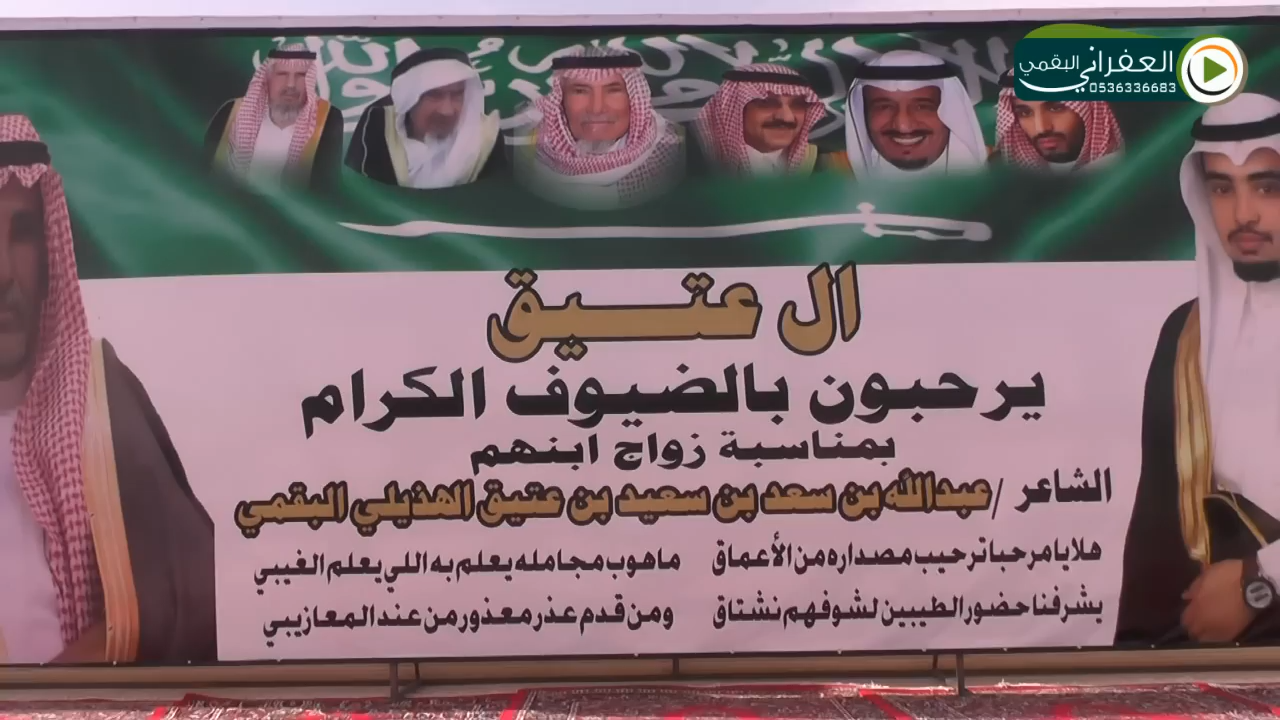 العفراني البقمي
0536336683
ال عتيق
يرحبون بالضيوف الكرام
بمناسبة زواج ابنهم
الشاعر / عبدالله بن سعد بن سعيد بن عتيق الهذيلي البقمي
هلا يا مرحبا ترحيب مصداره من الأعماق ماهوب مجامله يعلم به اللي يعلم الغيبي
يشرفنا حضور الطيبين لشوفهم نشتاق ومن قدم عذر معذور من عند المعازيبي